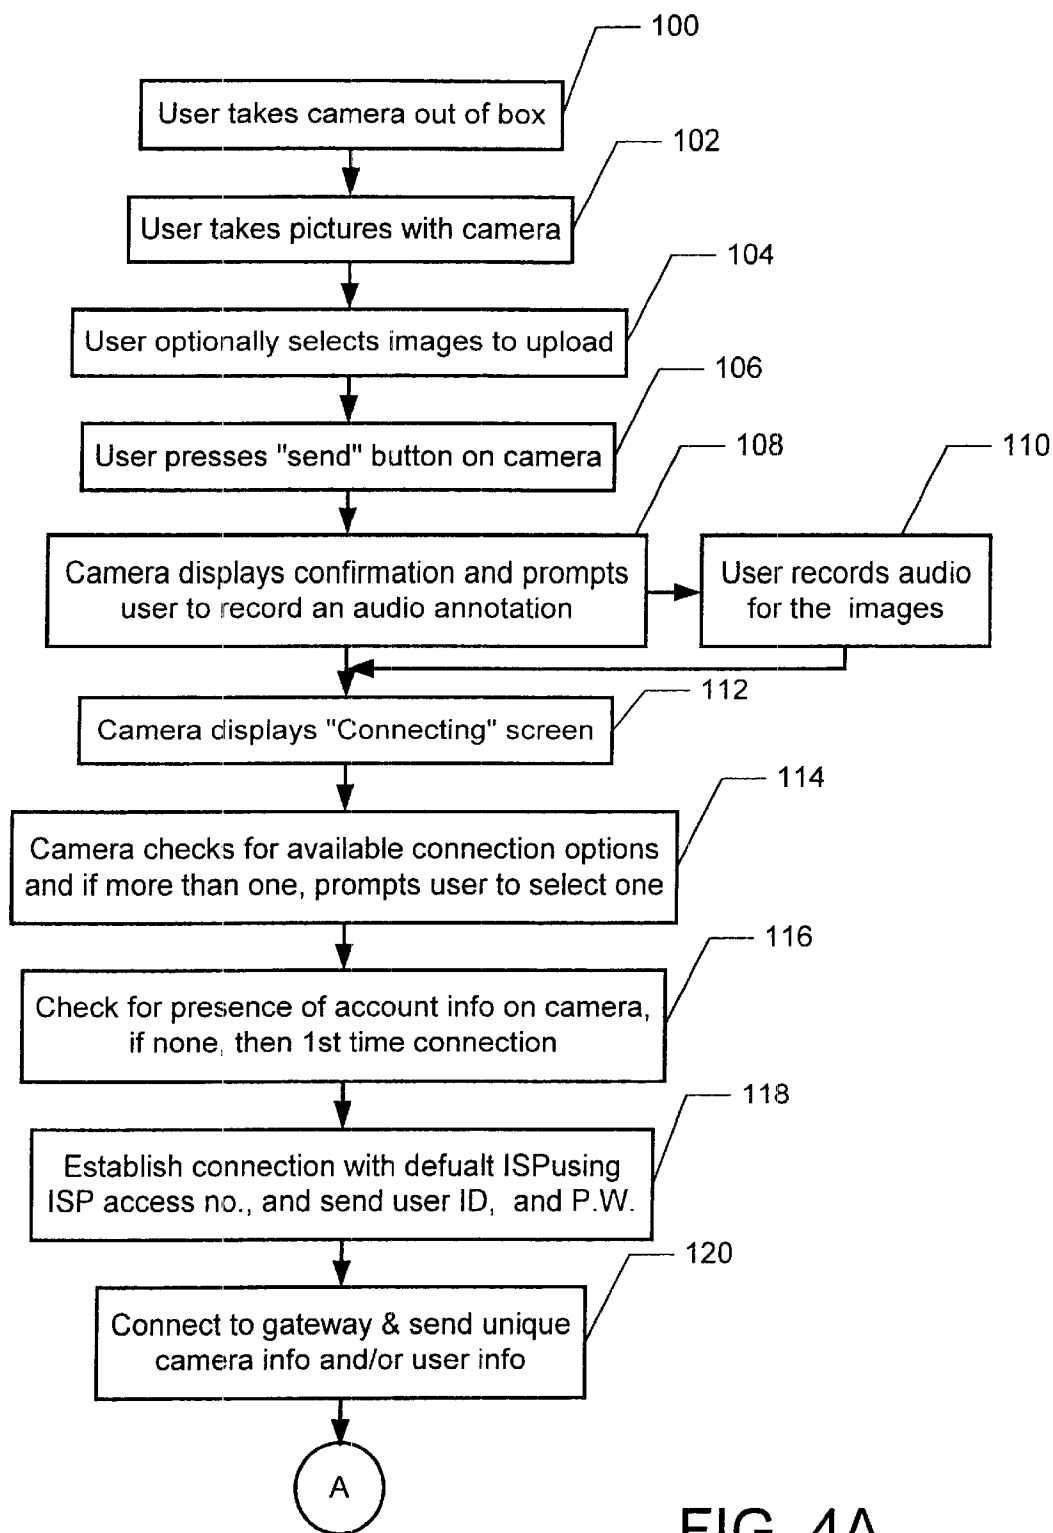 100
User takes camera out of box
102
User takes pictures with camera
104
User optionally selects images to upload
106
User presses "send" button on camera
108
110
Camera displays confirmation and prompts
user to record an audio annotation
User records audio
for the images
112
Camera displays "Connecting" screen
114
Camera checks for available connection options
and if more than one, prompts user to select one
116
Check for presence of account info on camera,
if none, then 1st time connection
118
Establish connection with defualt ISPusing
ISP access no., and send user ID, and P.W.
120
Connect to gateway & send unique
camera info and/or user info
A
FIG. 4A